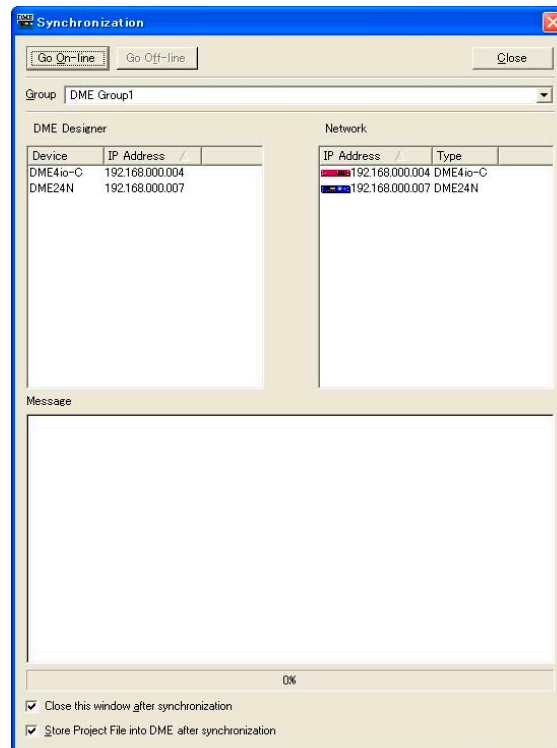 DME Synchronization
Go On-line Go Off-line Close
Group DME Group1
DME Designer Network
Device IP Address IP Address Type
DME4io-C 192.168.000.004 192.168.000.004 DME4io-C
DME24N 192.168.000.007 192.168.000.007 DME24N
Message
0%
Close this window after synchronization
Store Project File into DME after synchronization